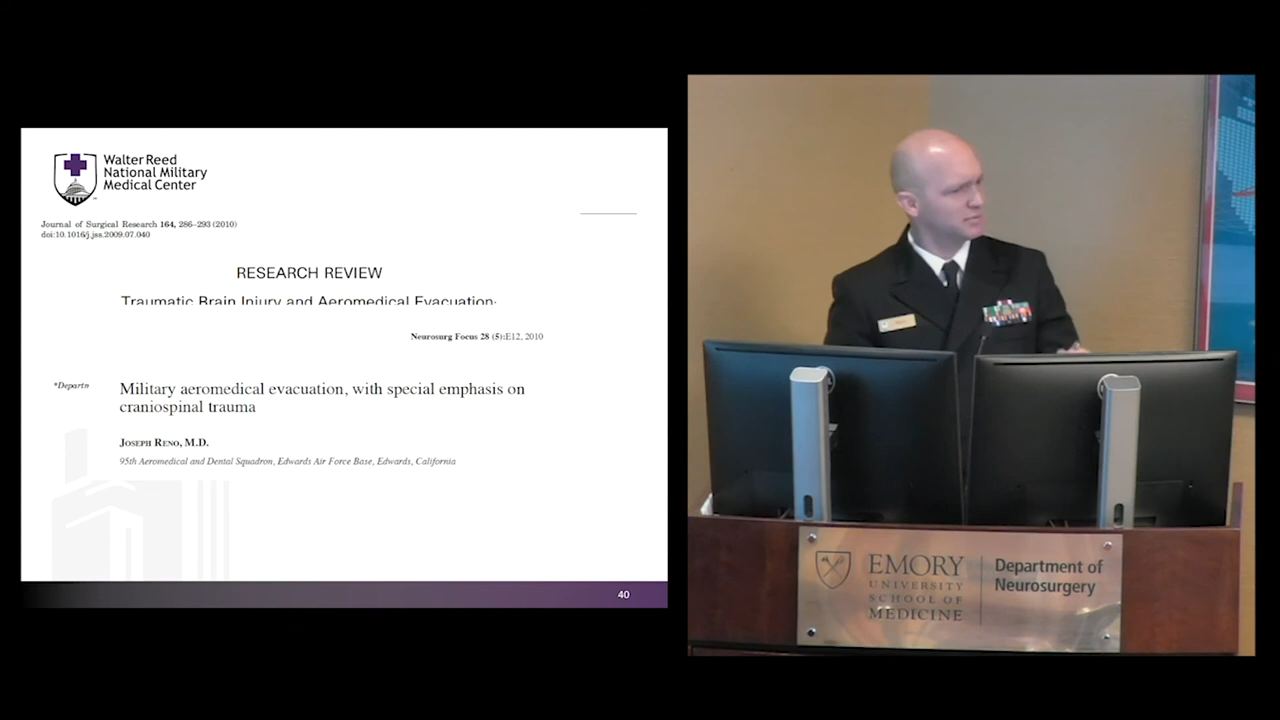 Walter Reed
National Military
Medical Center
Journal of Surgical Research 164, 286–293 (2010)
doi:10.1016/j.jss.2009.07.040
RESEARCH REVIEW
Traumatic Brain Injury and Aeromedical Evacuation:
Neurosurg Focus 28 (5):E12, 2010
*Departn
Military aeromedical evacuation, with special emphasis on
craniospinal trauma
Joseph Reno, M.D.
95th Aeromedical and Dental Squadron, Edwards Air Force Base, Edwards, California
40
EMORY
UNIVERSITY
SCHOOL OF
MEDICINE
Department of
Neurosurgery